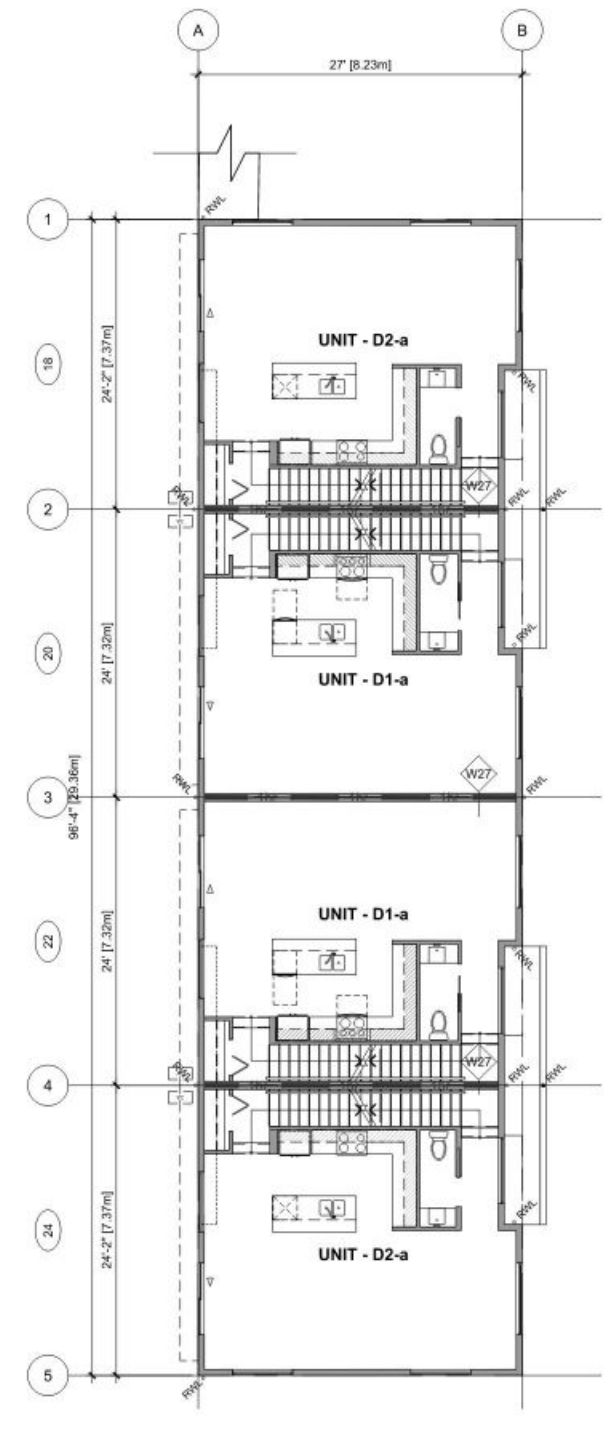 A
B
27' [8.23m]
RWL
1
UNIT - D2-a
18
24'-2" [7.37m]
RWL
W27
RWL
2
RWL
RWL
20
24' [7.32m]
RWL
UNIT - D1-a
W27
96'-4" [29.36m]
RWL
3
RWL
UNIT - D1-a
22
24' [7.32m]
RWL
W27
RWL
4
RWL
RWL
24
24'-2" [7.37m]
RWL
UNIT - D2-a
5
RWL